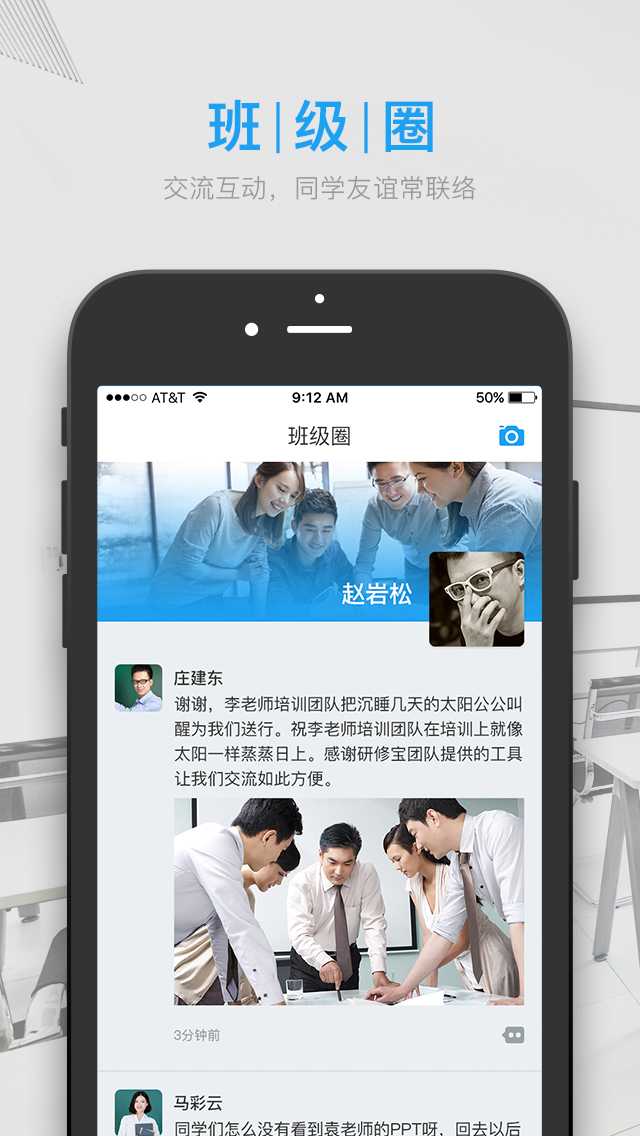 班|级|圈
交流互动，同学友谊常联络
AT&T 9:12 AM 50%
班级圈
赵岩松
庄建东
谢谢，李老师培训团队把沉睡几天的太阳公公叫
醒为我们送行。祝李老师培训团队在培训上就像
太阳一样蒸蒸日上。感谢研修宝团队提供的工具
让我们交流如此方便。
3分钟前
马彩云
同学们怎么没有看到袁老师的PPT呀，回去以后